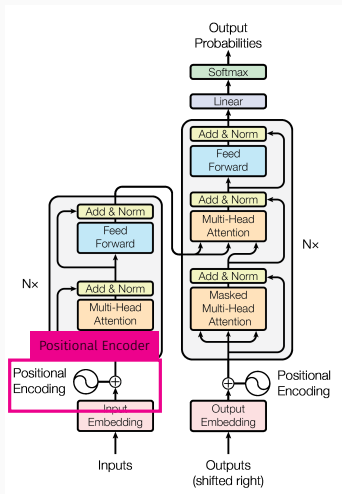 Output
Probabilities
Softmax
Linear
Add & Norm
Feed
Forward
Add & Norm
Multi-Head
Attention
Add & Norm
Masked
Multi-Head
Attention
N×
Positional
Encoding
Output
Embedding
Outputs
(shifted right)
Add & Norm
Feed
Forward
N×
Add & Norm
Multi-Head
Attention
Positional Encoder
Positional
Encoding
Input
Embedding
Inputs